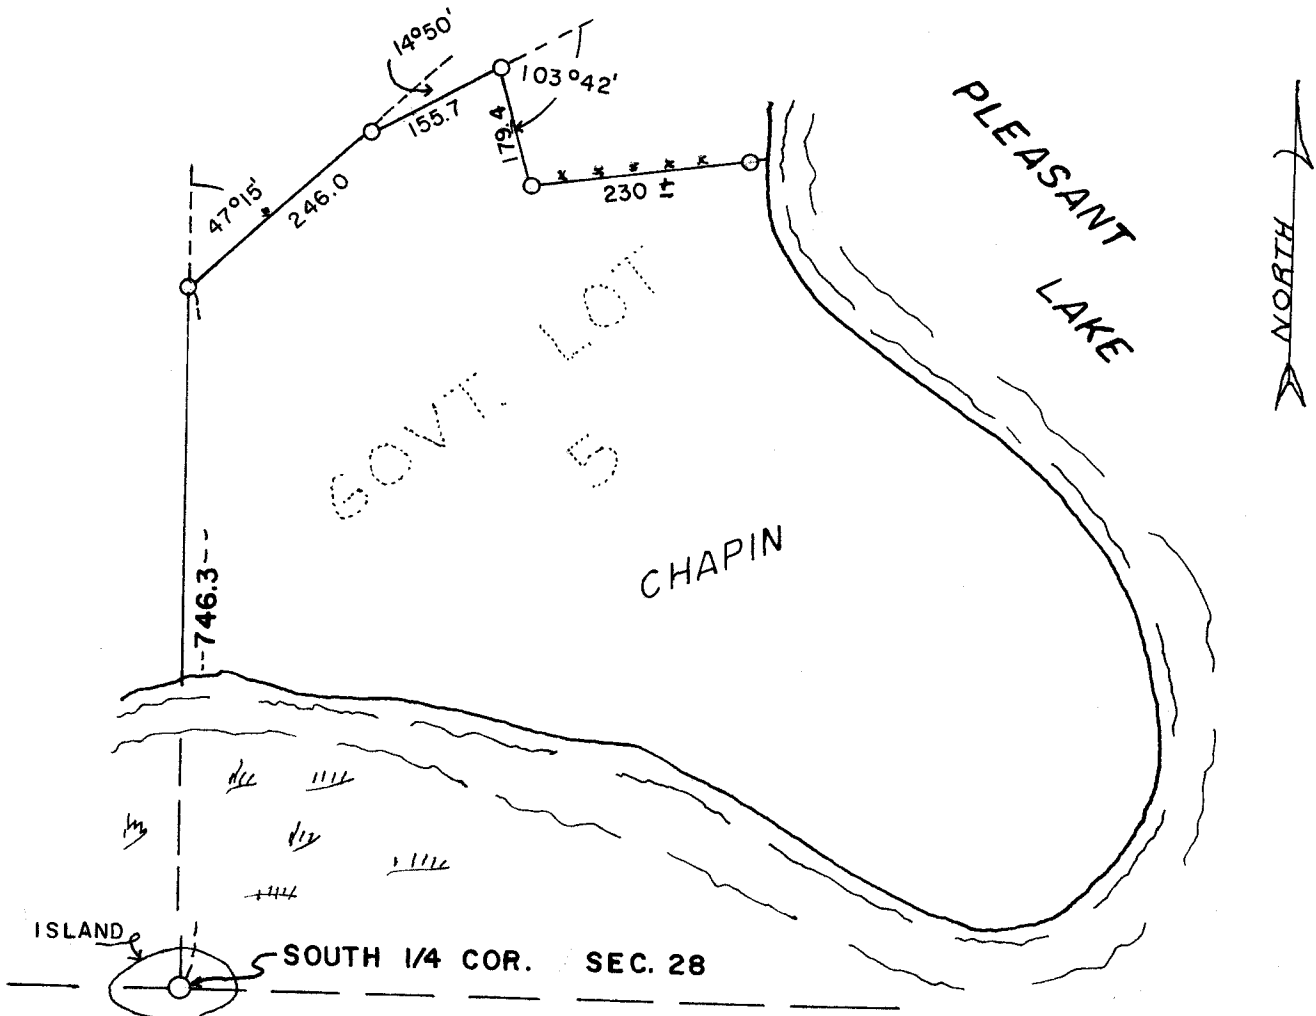 14°50'
103°42'
155.7
179.4
47°15'
246.0
230 ±
PLEASANT
LAKE
NORTH
GOVT. LOT
5
CHAPIN
--746.3--
ISLAND
SOUTH 1/4 COR. SEC. 28